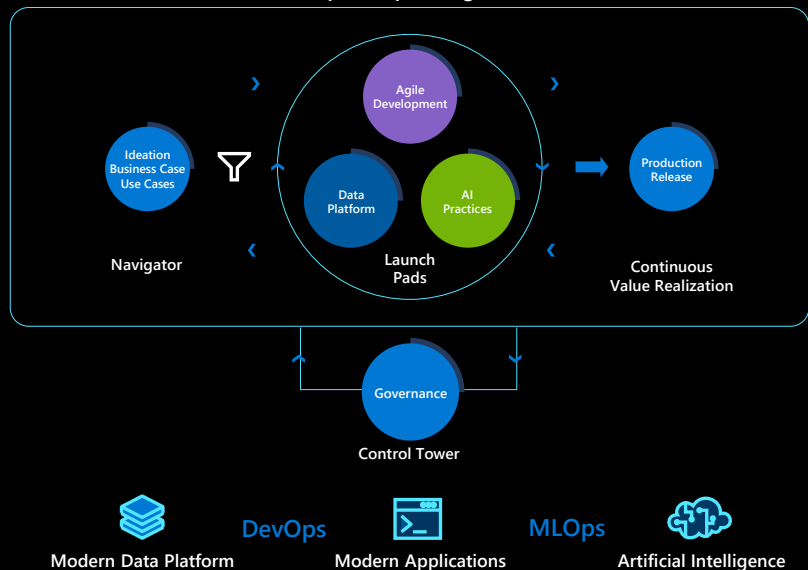 Agile
Development
Ideation
Business Case
Use Cases
Data
Platform
AI
Practices
Production
Release
Navigator
Launch
Pads
Continuous
Value Realization
Governance
Control Tower
DevOps
MLOps
Modern Data Platform
Modern Applications
Artificial Intelligence